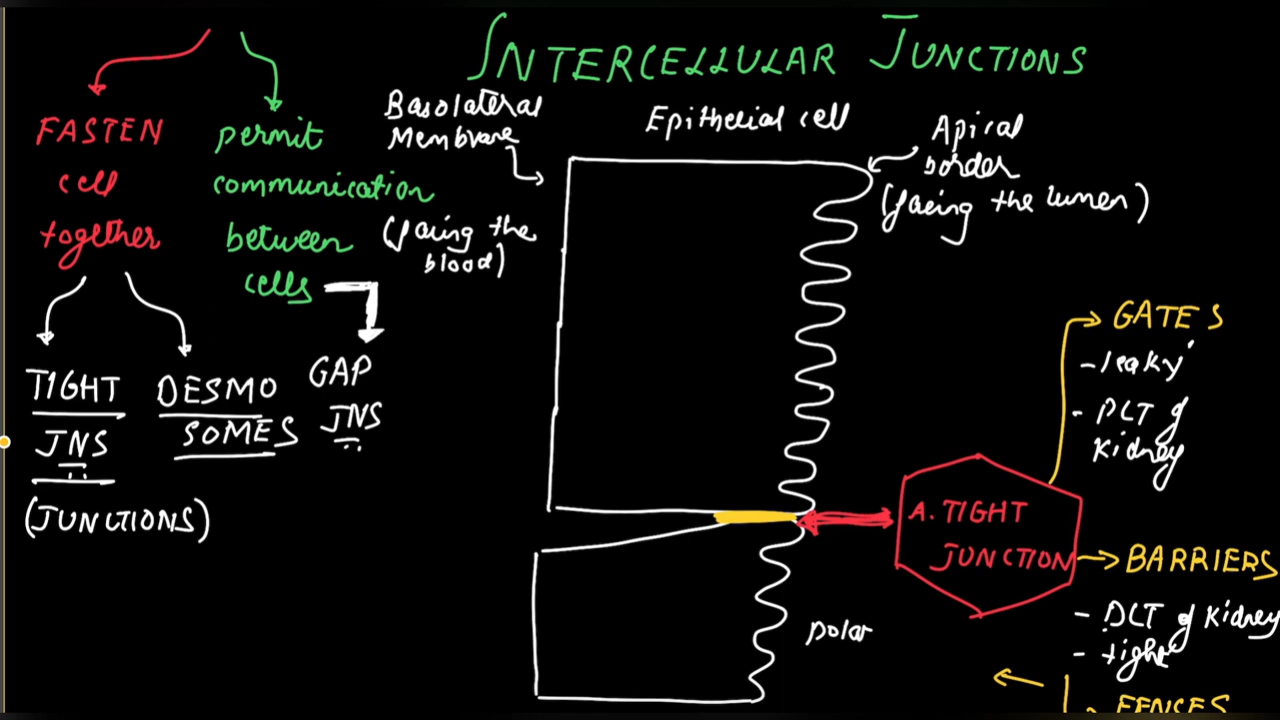 INTERCELLULAR JUNCTIONS
FASTEN
cell
together
permit
communication
between
cells
TIGHT
JNS
(JUNCTIONS)
DESMO
SOMES
GAP
JNS
Basolateral
Membrane
(facing the
blood)
Epithelial cell
Apical
border
(facing the lumen)
A. TIGHT
JUNCTION
polar
GATES
- leaky
- PCT of
kidney
BARRIERS
- DCT of kidney
- tight
FENCES